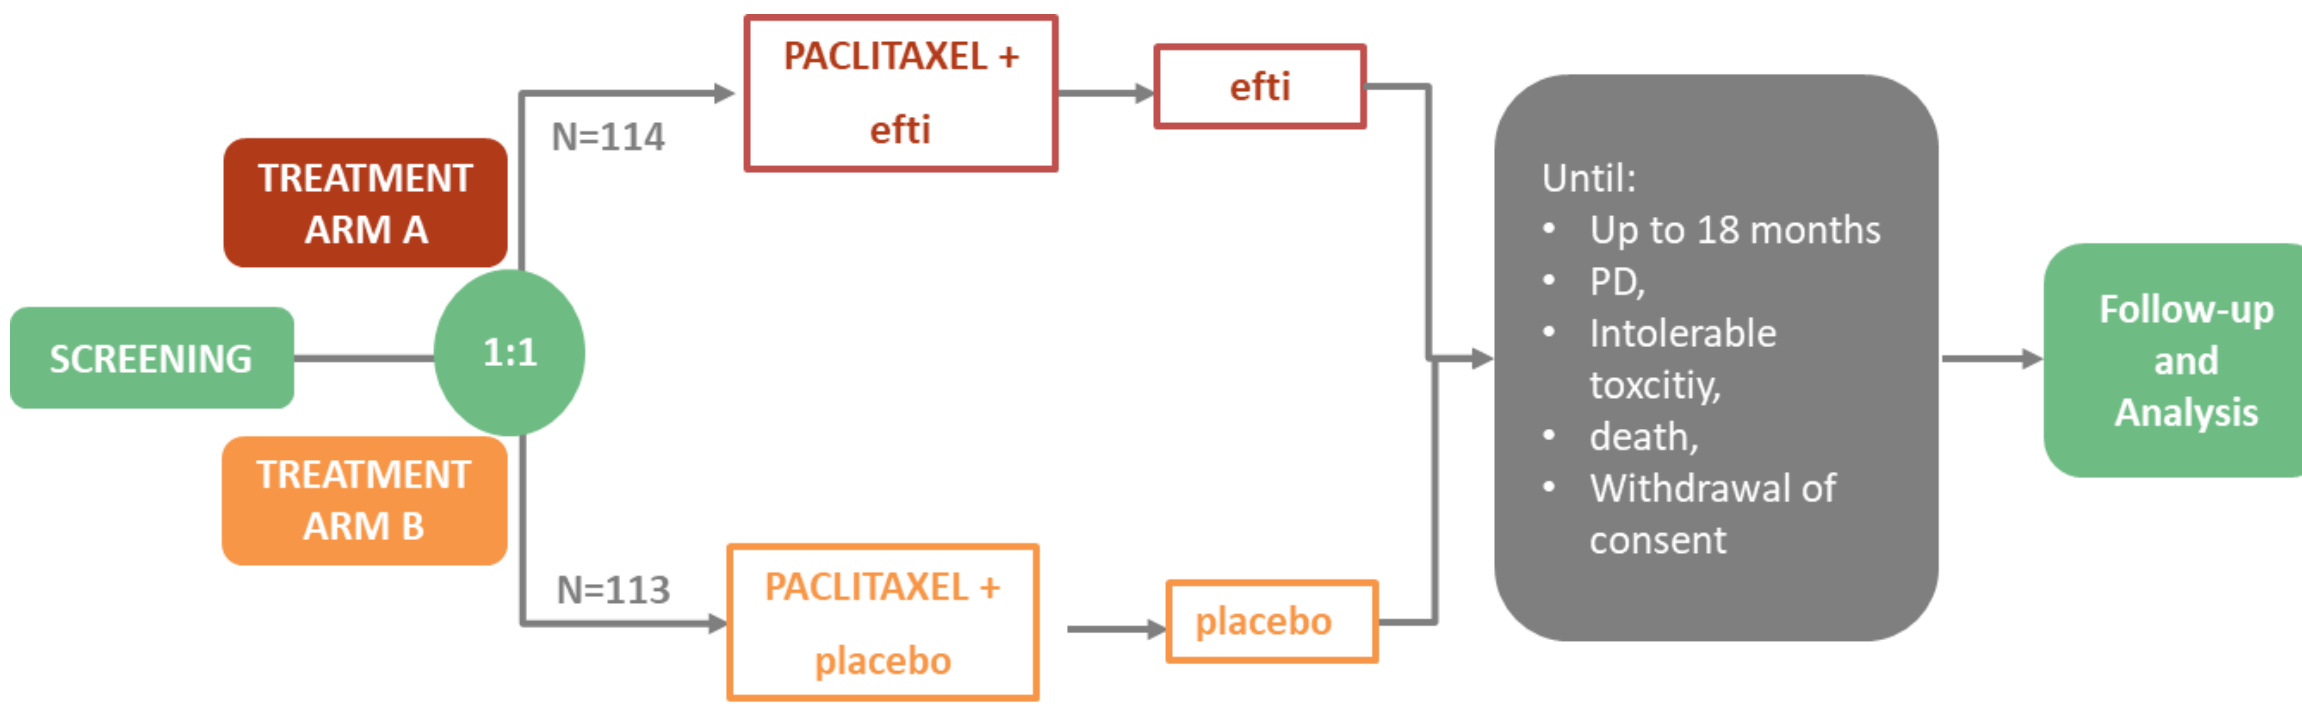 PACLITAXEL +
efti
efti
N=114
TREATMENT
ARM A
SCREENING
1:1
TREATMENT
ARM B
N=113
PACLITAXEL +
placebo
placebo
Until:
• Up to 18 months
• PD,
• Intolerable
toxcitiy,
• death,
• Withdrawal of
consent
Follow-up
and
Analysis